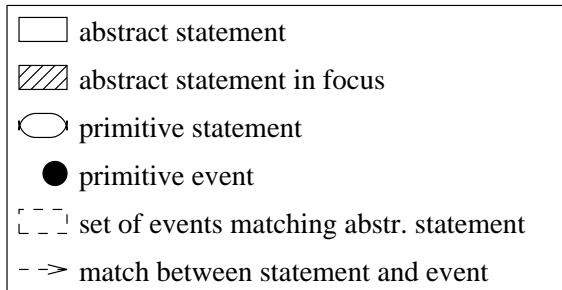 abstract statement
abstract statement in focus
primitive statement
primitive event
set of events matching abstr. statement
match between statement and event